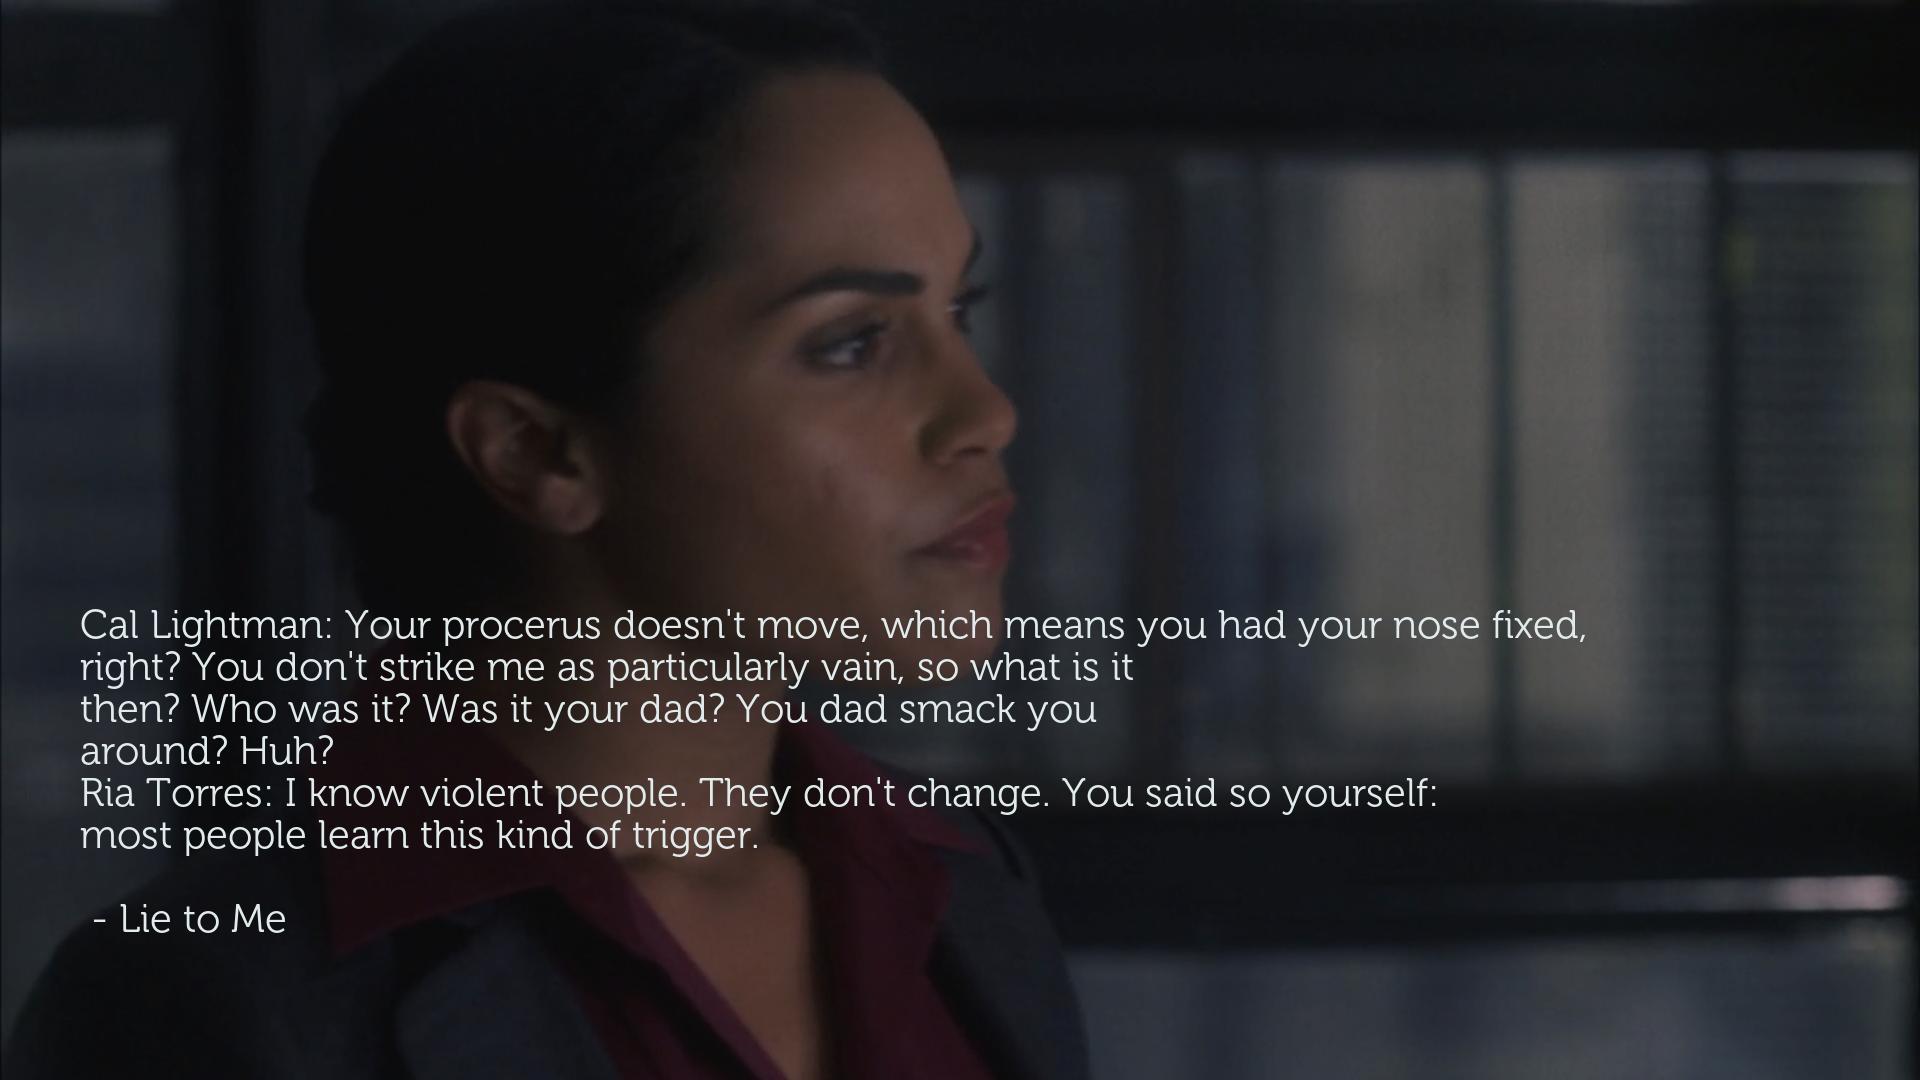 Cal Lightman: Your procerus doesn't move, which means you had your nose fixed,
right? You don't strike me as particularly vain, so what is it
then? Who was it? Was it your dad? You dad smack you
around? Huh?
Ria Torres: I know violent people. They don't change. You said so yourself:
most people learn this kind of trigger.
- Lie to Me